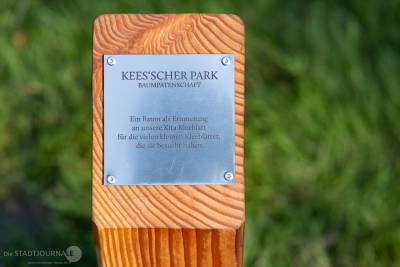 KEES'SCHER PARK
BAUMPATENSCHAFT
Ein Baum als Erinnerung
an unsere Kita Kleeblatt
für die vielen kleinen Kleeblätter,
die sie besucht haben.
Die STADTJOURNALE